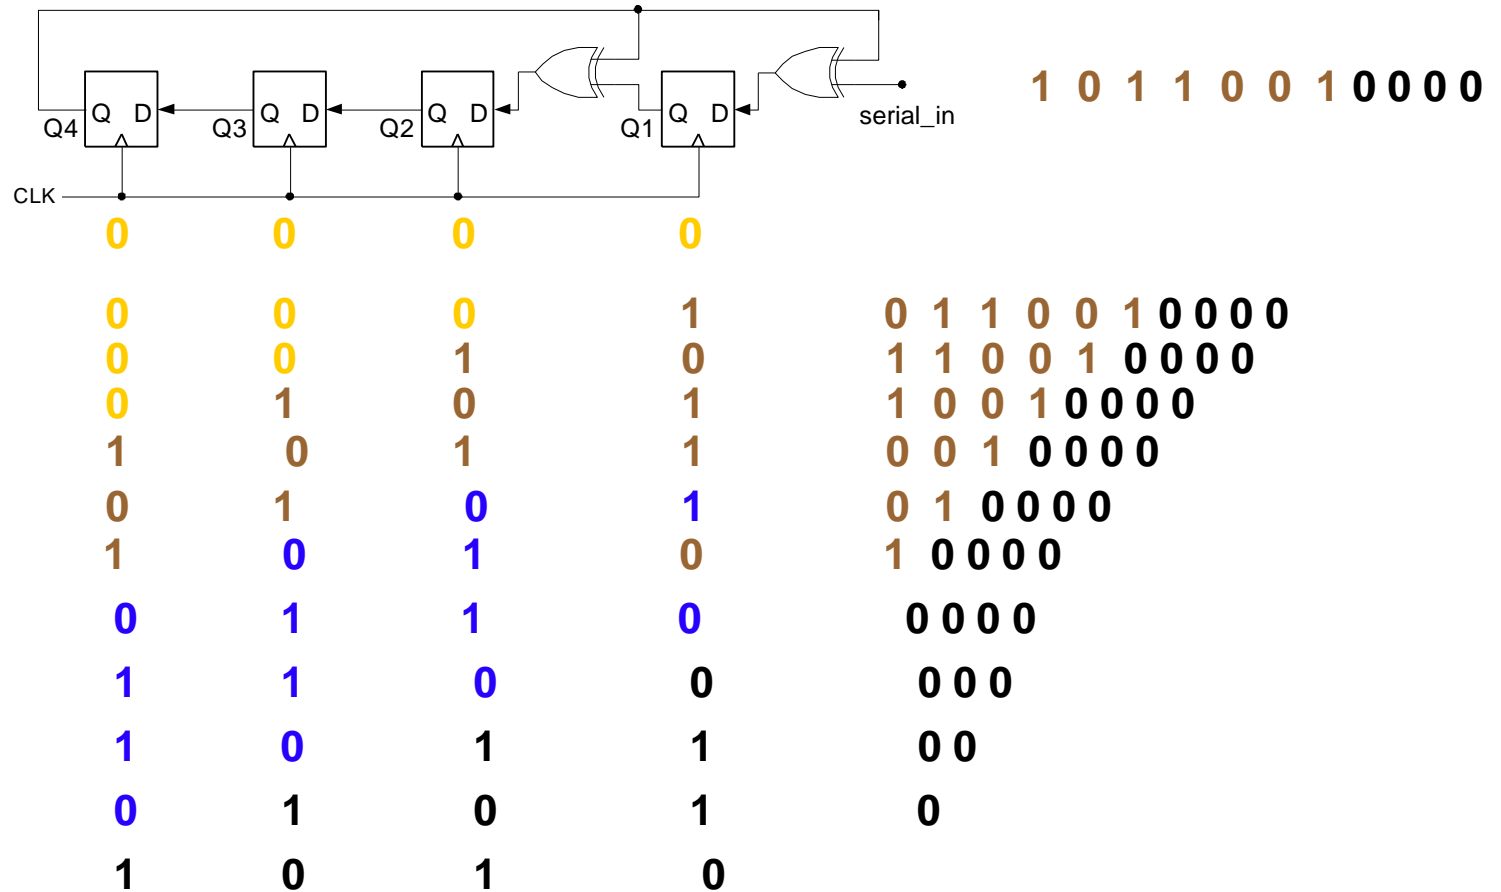 1 0 1 1 0 0 1 0 0 0 0
Q D Q D Q D Q D
Q4 Q3 Q2 Q1 serial_in
CLK
0 0 0 0
0 0 0 1 0 1 1 0 0 1 0 0 0 0
0 0 1 0 1 1 0 0 1 0 0 0 0
0 1 0 1 1 0 0 1 0 0 0 0
1 0 1 1 0 0 1 0 0 0 0
0 1 0 1 0 1 0 0 0 0
1 0 1 0 1 0 0 0 0
0 1 1 0 0 0 0 0
1 1 0 0 0 0 0
1 0 1 1 0 0
0 1 0 1 0
1 0 1 0